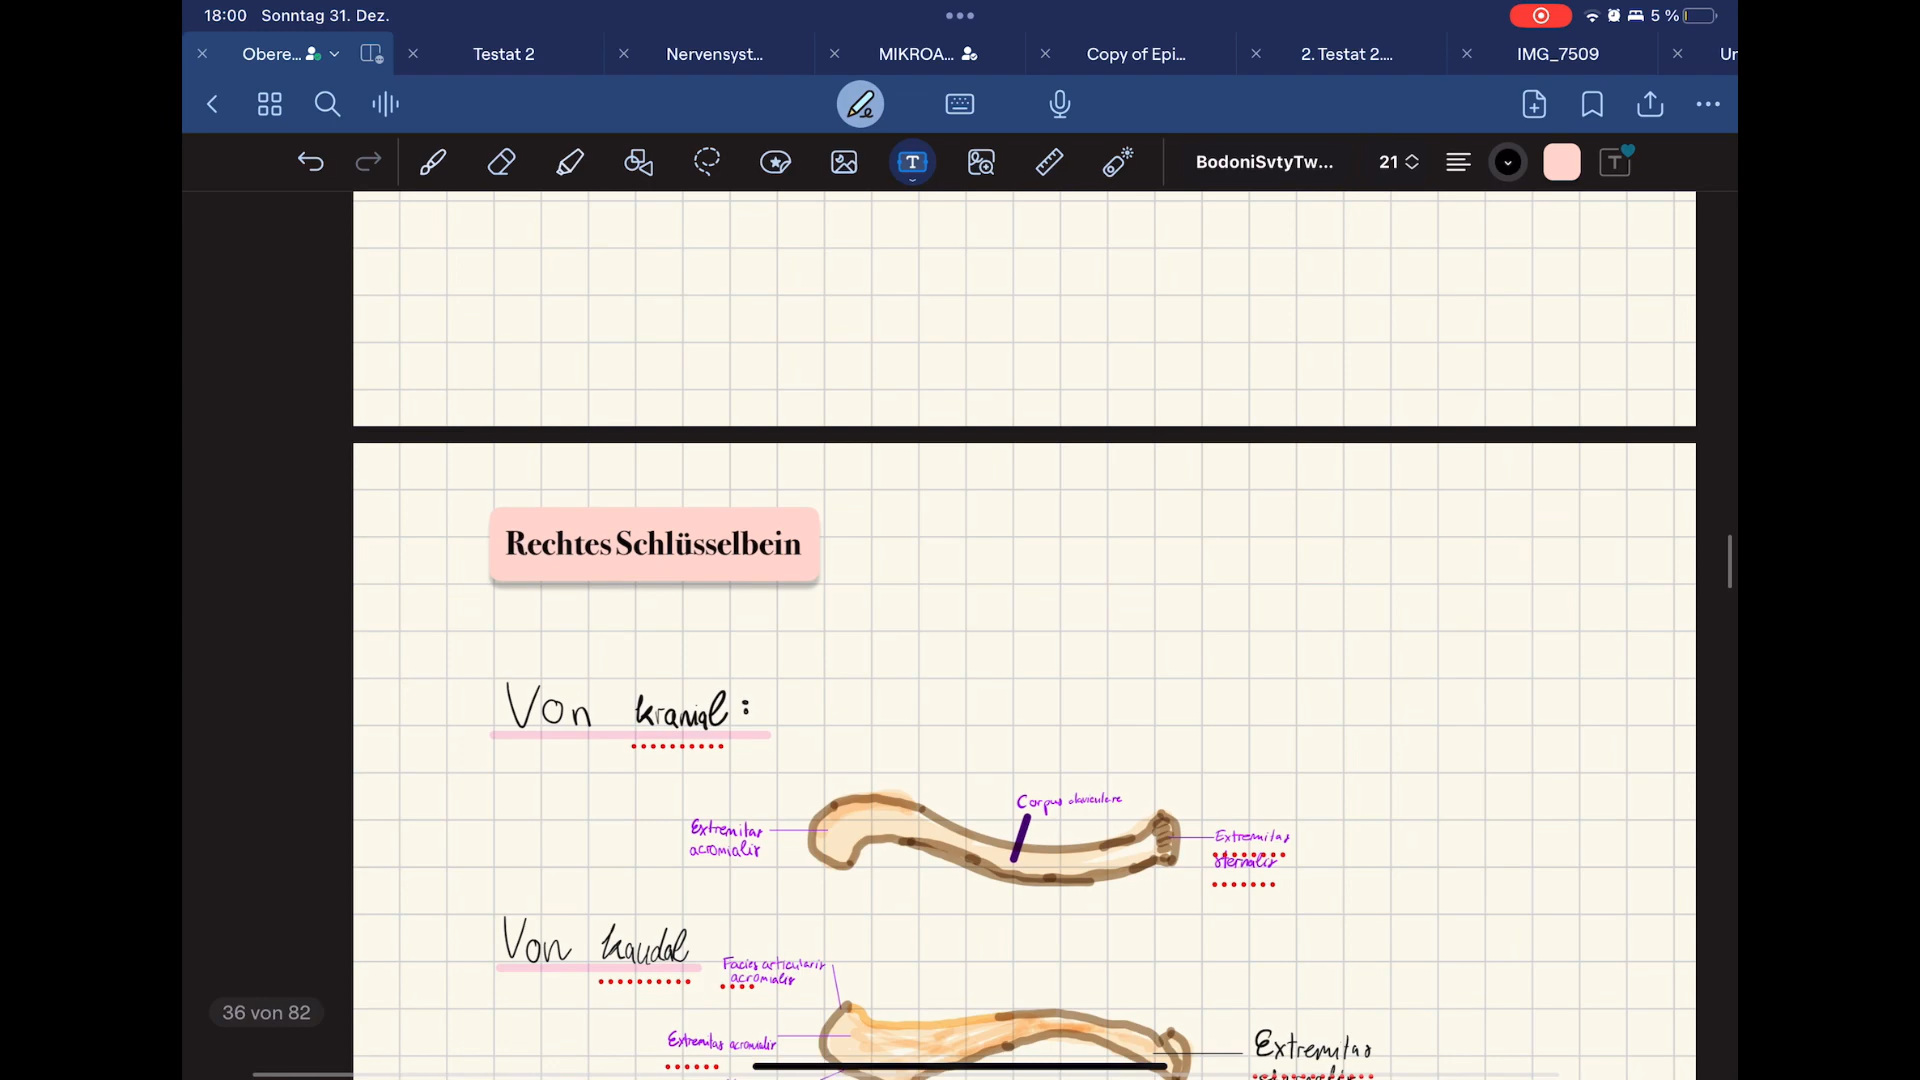 18:00 Sonntag 31. Dez.
5 %
Obere...
Testat 2
Nervensyst...
MIKROA...
Copy of Epi...
2. Testat 2....
IMG_7509
Ur
BodoniSvtyTw...
21
Rechtes Schlüsselbein
Von kranial:
Corpus claviculare
Extremitas
acromialis
Extremitas
sternalis
Von kaudal
Facies articularis
acromialis
36 von 82
Extremitas acromialis
Extremitas